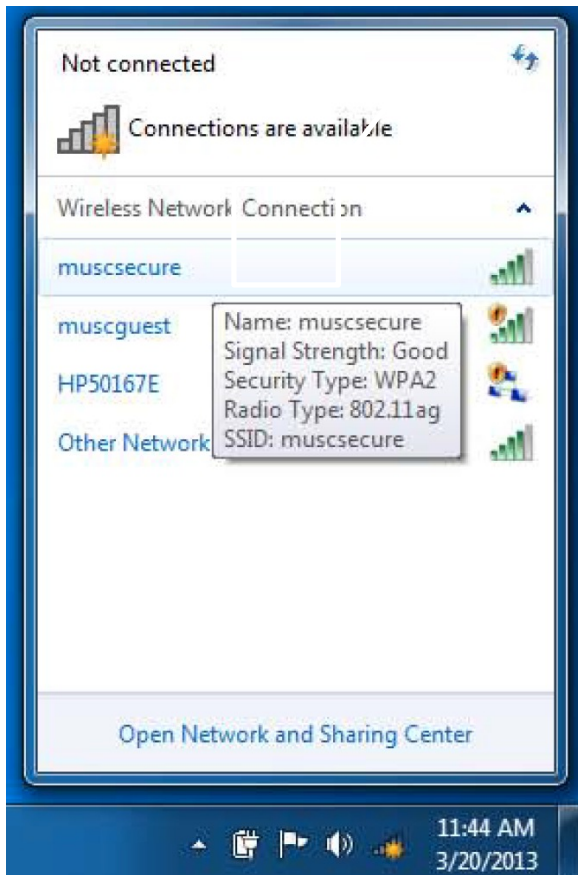 Not connected
Connections are available
Wireless Network Connection
muscsecure
muscguest
HP50167E
Other Network
Name: muscsecure
Signal Strength: Good
Security Type: WPA2
Radio Type: 802.11ag
SSID: muscsecure
Open Network and Sharing Center
11:44 AM
3/20/2013